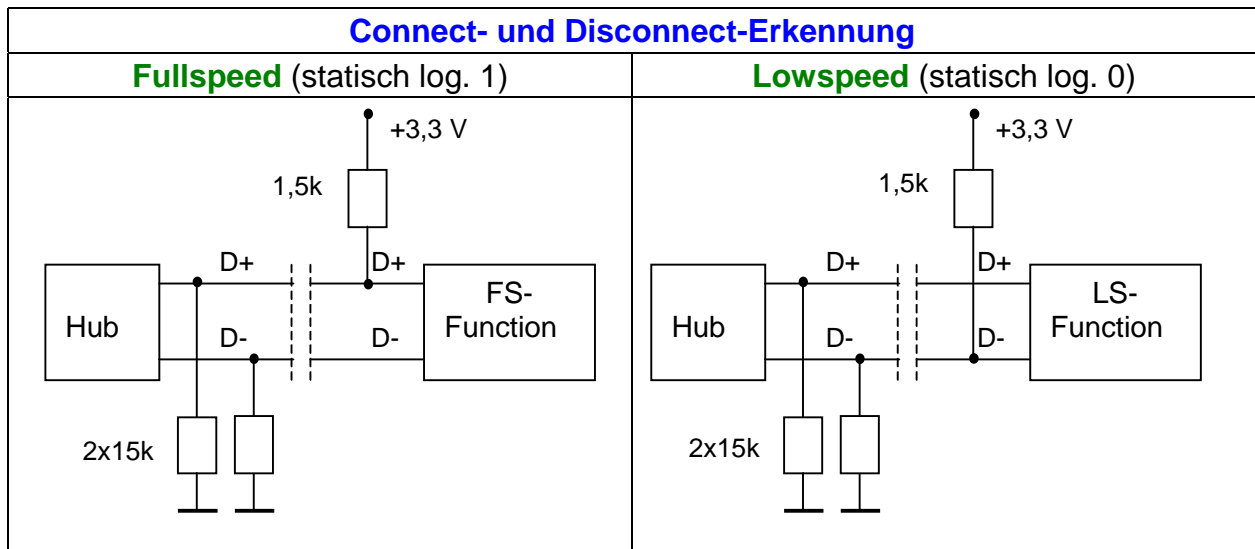 Connect- und Disconnect-Erkennung
Fullspeed (statisch log. 1)
Lowspeed (statisch log. 0)
+3,3 V
1,5k
D+
D+
Hub
FS-
Function
D-
D-
2x15k
+3,3 V
1,5k
D+
D+
Hub
LS-
Function
D-
D-
2x15k